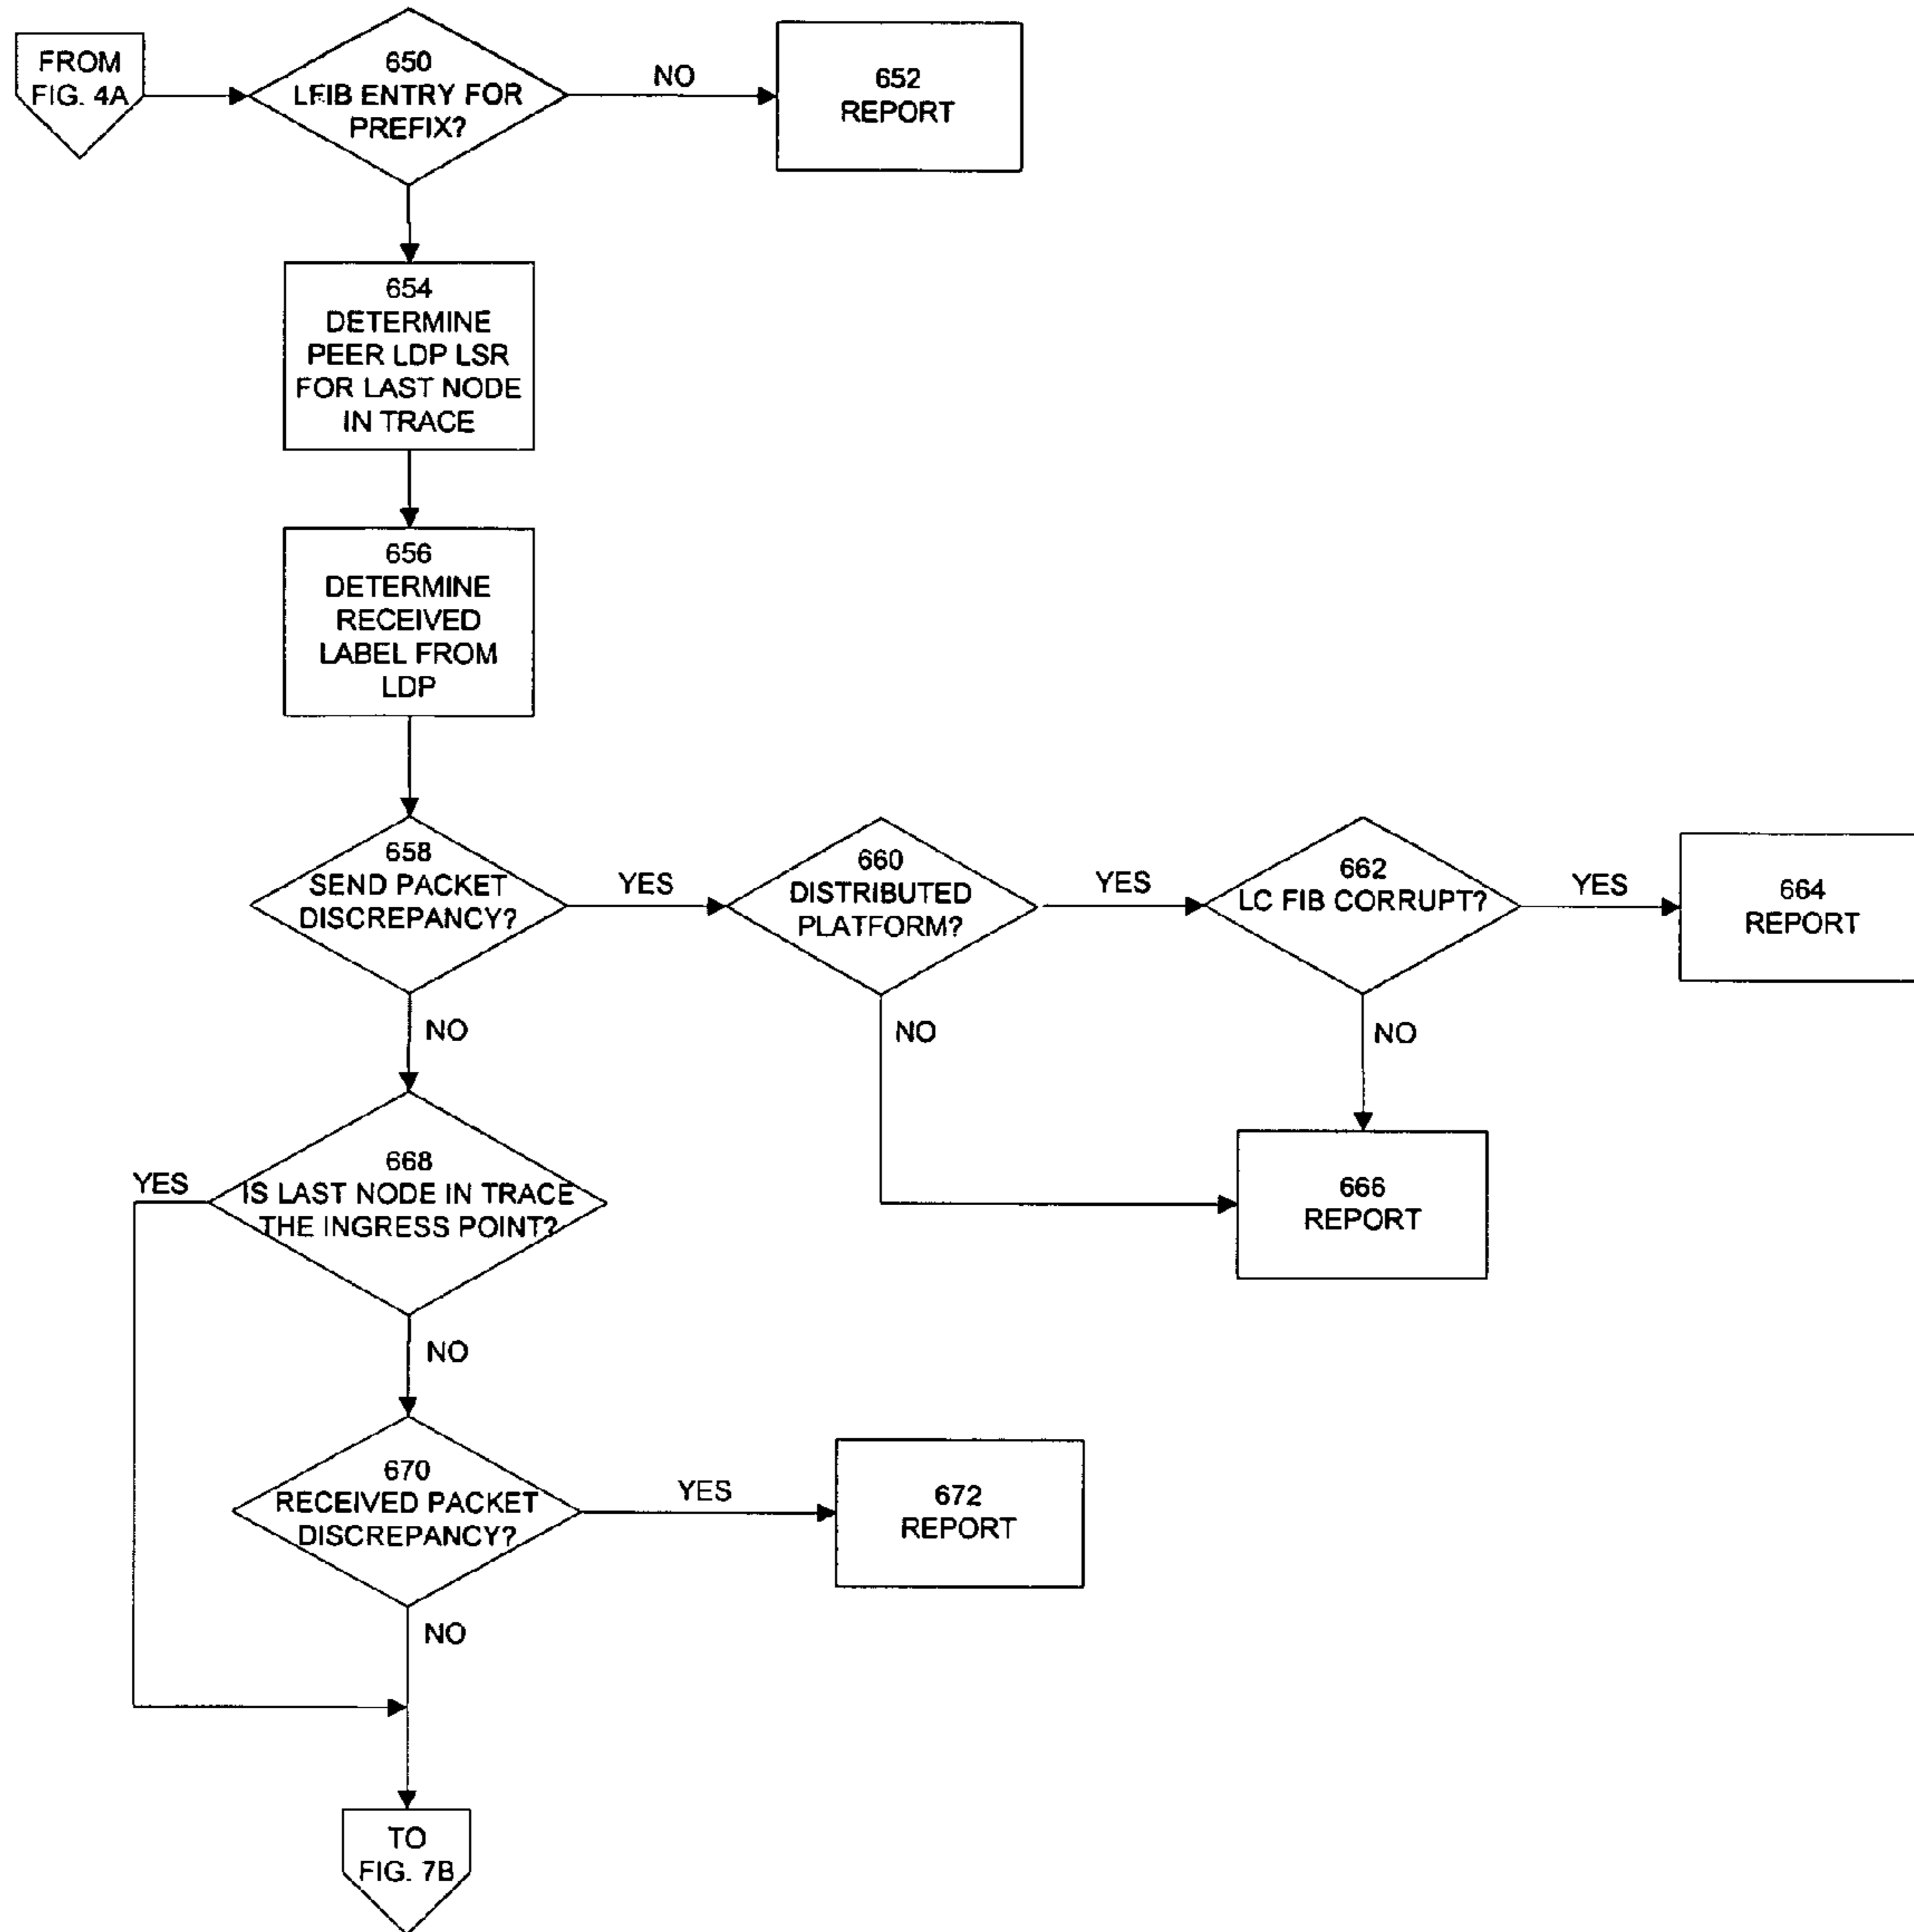 FROM
FIG. 4A
650
LFIB ENTRY FOR
PREFIX?
NO
652
REPORT
654
DETERMINE
PEER LDP LSR
FOR LAST NODE
IN TRACE
656
DETERMINE
RECEIVED
LABEL FROM
LDP
658
SEND PACKET
DISCREPANCY?
YES
660
DISTRIBUTED
PLATFORM?
YES
662
LC FIB CORRUPT?
YES
664
REPORT
NO
NO
NO
666
REPORT
668
IS LAST NODE IN TRACE
THE INGRESS POINT?
YES
NO
670
RECEIVED PACKET
DISCREPANCY?
YES
672
REPORT
NO
TO
FIG. 7B